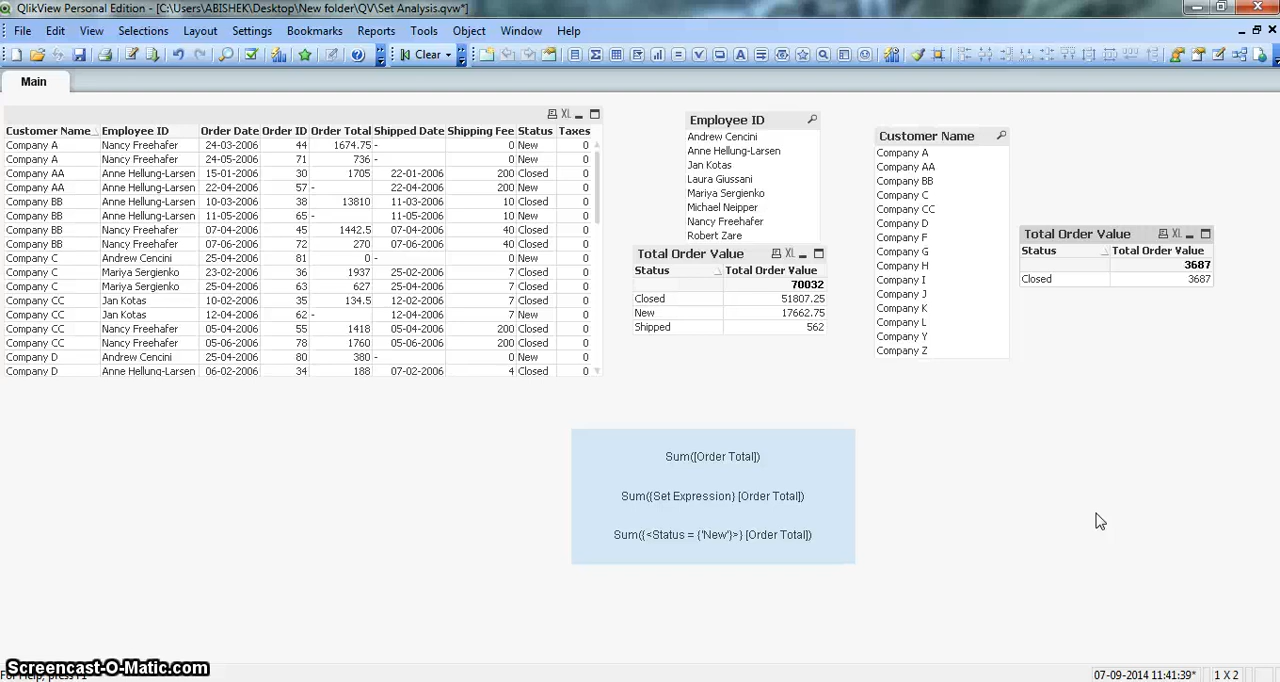 QlikView Personal Edition - [C:\Users\ABISHEK\Desktop\New folder\QV\Set Analysis.qvw*]
File Edit View Selections Layout Settings Bookmarks Reports Tools Object Window Help
Clear
Main
XL
Customer Name Employee ID Order Date Order ID Order Total Shipped Date Shipping Fee Status Taxes
Company A Nancy Freehafer 24-03-2006 44 1674.75 - 0 New 0
Company A Nancy Freehafer 24-05-2006 71 736 - 0 New 0
Company AA Anne Hellung-Larsen 15-01-2006 30 1705 22-01-2006 200 Closed 0
Company AA Anne Hellung-Larsen 22-04-2006 57 - 22-04-2006 200 New 0
Company BB Anne Hellung-Larsen 10-03-2006 38 13810 11-03-2006 10 Closed 0
Company BB Anne Hellung-Larsen 11-05-2006 65 - 11-05-2006 10 New 0
Company BB Nancy Freehafer 07-04-2006 45 1442.5 07-04-2006 40 Closed 0
Company BB Nancy Freehafer 07-06-2006 72 270 07-06-2006 40 Closed 0
Company C Andrew Cencini 25-04-2006 81 0 - 0 New 0
Company C Mariya Sergienko 23-02-2006 36 1937 25-02-2006 7 Closed 0
Company C Mariya Sergienko 25-04-2006 63 627 25-04-2006 7 Closed 0
Company CC Jan Kotas 10-02-2006 35 134.5 12-02-2006 7 Closed 0
Company CC Jan Kotas 12-04-2006 62 - 12-04-2006 7 New 0
Company CC Nancy Freehafer 05-04-2006 55 1418 05-04-2006 200 Closed 0
Company CC Nancy Freehafer 05-06-2006 78 1760 05-06-2006 200 Closed 0
Company D Andrew Cencini 25-04-2006 80 380 - 0 New 0
Company D Anne Hellung-Larsen 06-02-2006 34 188 07-02-2006 4 Closed 0
Employee ID
Andrew Cencini
Anne Hellung-Larsen
Jan Kotas
Laura Giussani
Mariya Sergienko
Michael Neipper
Nancy Freehafer
Robert Zare
Total Order Value XL
Status Total Order Value
70032
Closed 51807.25
New 17662.75
Shipped 562
Customer Name
Company A
Company AA
Company BB
Company C
Company CC
Company D
Company F
Company G
Company H
Company I
Company J
Company K
Company L
Company Y
Company Z
Total Order Value XL
Status Total Order Value
3687
Closed 3687
Sum([Order Total])
Sum({Set Expression} [Order Total])
Sum({<Status = {'New'}>} [Order Total])
Screencast-O-Matic.com
For Help, press F1
07-09-2014 11:41:39* 1 X 2